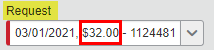 Request
03/01/2021, $32.00 - 1124481